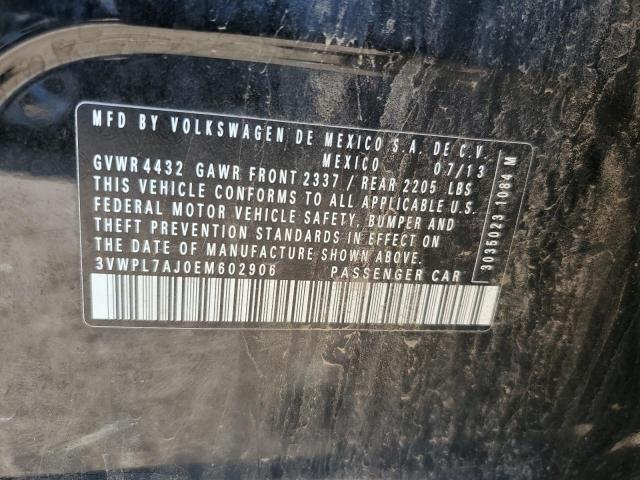 MFD BY VOLKSWAGEN DE MEXICO S.A. DE C.V.
MEXICO 07/13
GVWR 4432 GAWR FRONT 2337 / REAR 2205 LBS
THIS VEHICLE CONFORMS TO ALL APPLICABLE U.S.
FEDERAL MOTOR VEHICLE SAFETY, BUMPER AND
THEFT PREVENTION STANDARDS IN EFFECT ON
THE DATE OF MANUFACTURE SHOWN ABOVE.
3VWPL7AJ0EM602906 PASSENGER CAR
3035023 1084 M